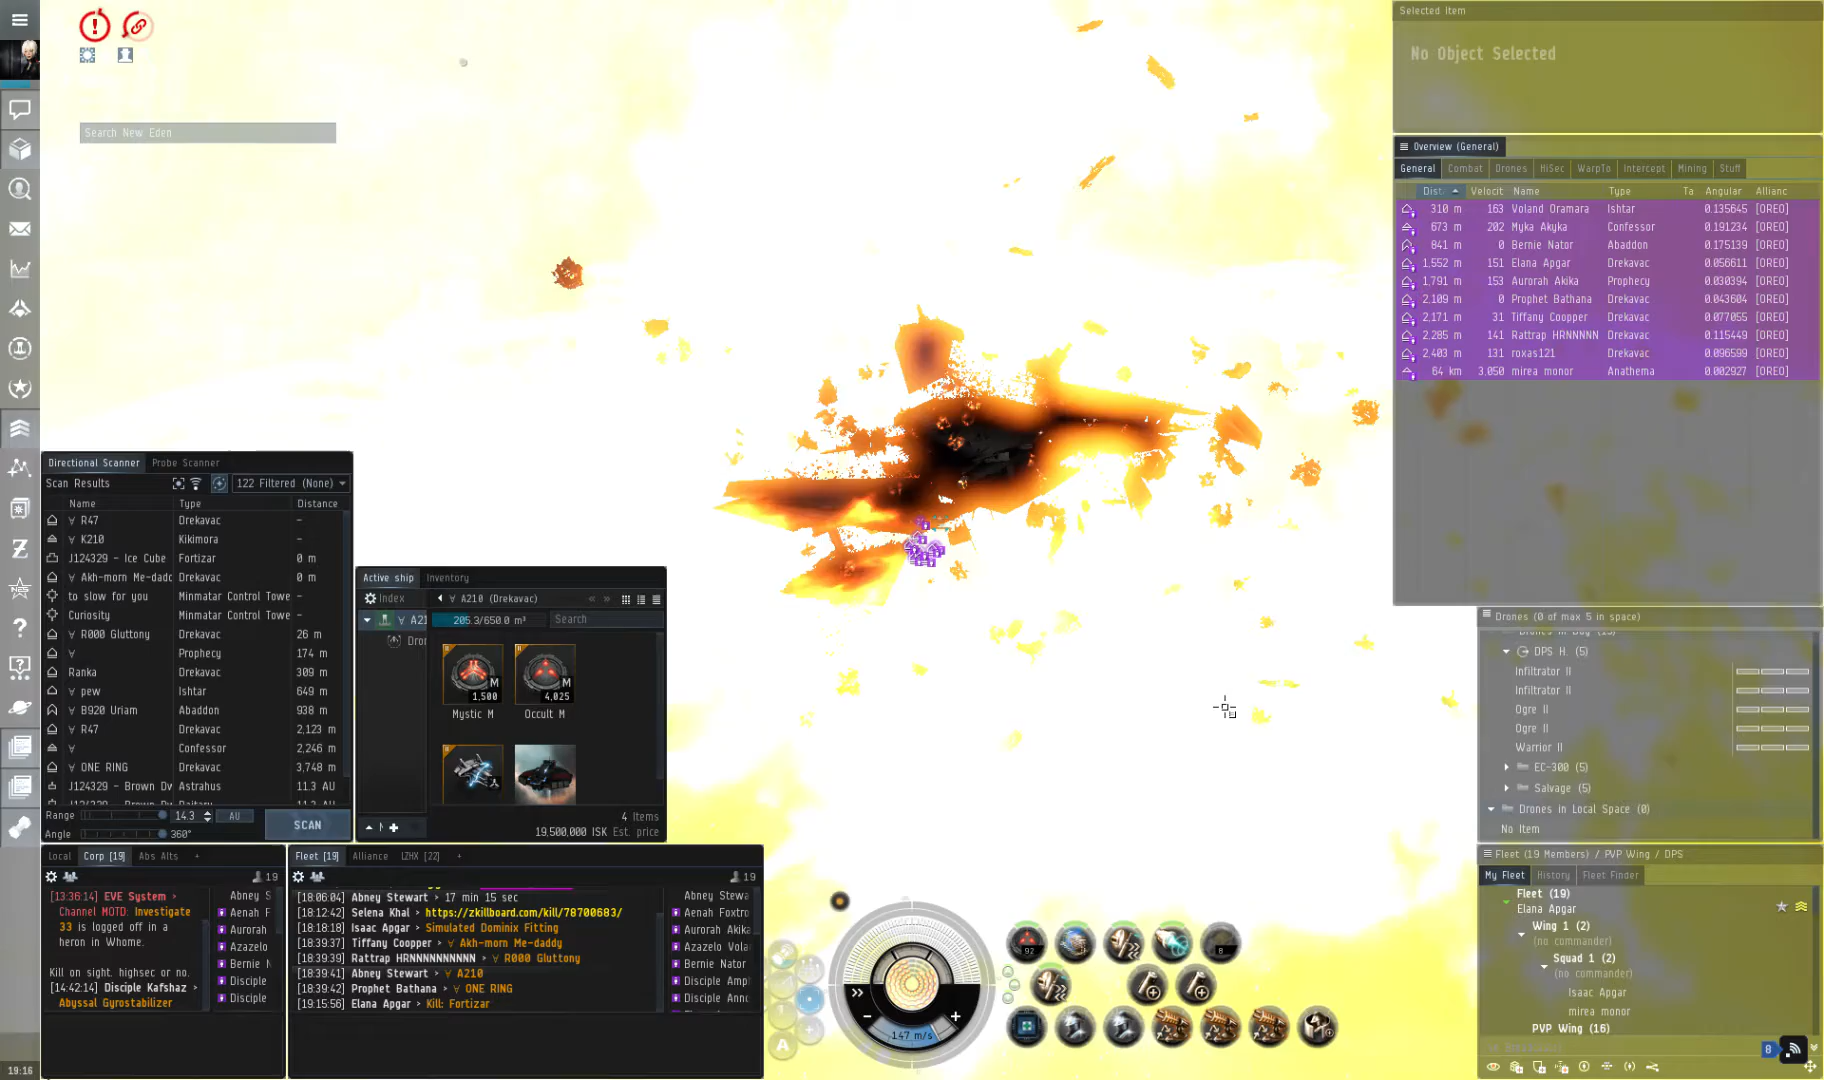 Search New Eden
Selected Item
No Object Selected
Overview (General)
General Combat Drones HiSec WarpTo Intercept Mining Stuff
Dist. Velocit Name Type Ta Angular Allianc
310 m 163 Voland Oramara Ishtar 0.135645 [OREO]
673 m 202 Myka Akyka Confessor 0.191234 [OREO]
841 m 0 Bernie Nator Abaddon 0.175139 [OREO]
1,552 m 151 Elana Apgar Drekavac 0.056611 [OREO]
1,791 m 153 Aurorah Akika Prophecy 0.030394 [OREO]
2,109 m 0 Prophet Bathana Drekavac 0.043604 [OREO]
2,171 m 31 Tiffany Coopper Drekavac 0.077055 [OREO]
2,285 m 141 Rattrap HRNNNNN Drekavac 0.115449 [OREO]
2,403 m 131 roxas121 Drekavac 0.096599 [OREO]
64 km 3,050 mirea monor Anathema 0.002927 [OREO]
Directional Scanner Probe Scanner
Scan Results 122 Filtered (None)
Name Type Distance
∀ R47 Drekavac -
∀ K210 Kikimora -
J124329 - Ice Cube Fortizar 0 m
∀ Akh-morn Me-dadd Drekavac 0 m
to slow for you Minmatar Control Towe -
Curiosity Minmatar Control Towe -
∀ R000 Gluttony Drekavac 26 m
∀ Prophecy 174 m
Ranka Drekavac 309 m
∀ pew Ishtar 649 m
∀ B920 Uriam Abaddon 938 m
∀ R47 Drekavac 2,123 m
∀ Confessor 2,246 m
∀ ONE RING Drekavac 3,748 m
J124329 - Brown Dw Astrahus 11.3 AU
Range 14.3 AU
Angle 360°
SCAN
Active ship Inventory
Index ∀ A210 (Drekavac)
∀ A21 205.3/650.0 m³ Search
Dron
M 1,500 M 4,025
Mystic M Occult M
4 Items
19,500,000 ISK Est. price
Drones (0 of max 5 in space)
DPS H. (5)
Infiltrator II
Infiltrator II
Ogre II
Ogre II
Warrior II
EC-300 (5)
Salvage (5)
Drones in Local Space (0)
No Item
Local Corp [19] Abs Alts +
19
[13:36:14] EVE System >
Channel MOTD: Investigate
33 is logged off in a
heron in Whome.
Kill on sight. highsec or no.
[14:42:14] Disciple Kafshaz >
Abyssal Gyrostabilizer
Abney S
Aenah F
Aurorah
Azazelo
Bernie N
Disciple
Disciple
Fleet [19] Alliance LZHX [22] +
19
[18:06:04] Abney Stewart > 17 min 15 sec
[18:12:42] Selena Khal > https://zkillboard.com/kill/78700683/
[18:18:18] Isaac Apgar > Simulated Dominix Fitting
[18:39:37] Tiffany Coopper > ∀ Akh-morn Me-daddy
[18:39:39] Rattrap HRNNNNNNNNNN > ∀ R000 Gluttony
[18:39:41] Abney Stewart > ∀ A210
[18:39:42] Prophet Bathana > ∀ ONE RING
[19:15:56] Elana Apgar > Kill: Fortizar
Abney Stewa
Aenah Foxtro
Aurorah Akika
Azazelo Vola
Bernie Nator
Disciple Amph
Disciple Anno
92
8
147 m/s
A
Fleet (19 Members) / PVP Wing / DPS
My Fleet History Fleet Finder
Fleet (19)
Elana Apgar
Wing 1 (2)
(no commander)
Squad 1 (2)
(no commander)
Isaac Apgar
mirea monor
PVP Wing (16)
8
19:16